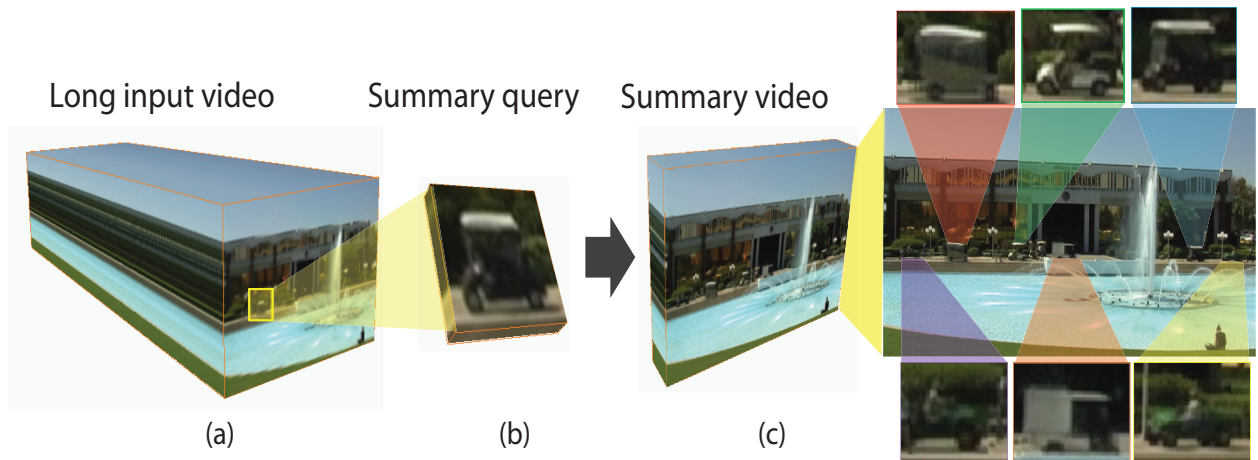 Long input video
Summary query
Summary video
(a)
(b)
(c)